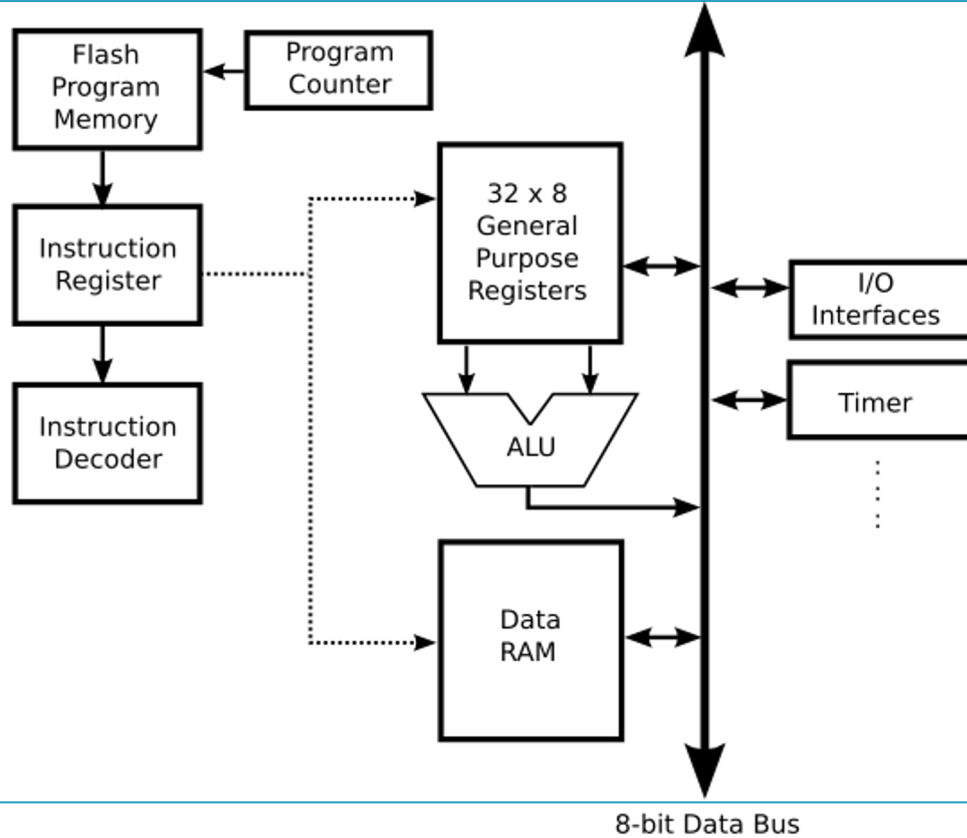 Flash
Program
Memory
Program
Counter
Instruction
Register
Instruction
Decoder
32 x 8
General
Purpose
Registers
ALU
Data
RAM
I/O
Interfaces
Timer
8-bit Data Bus